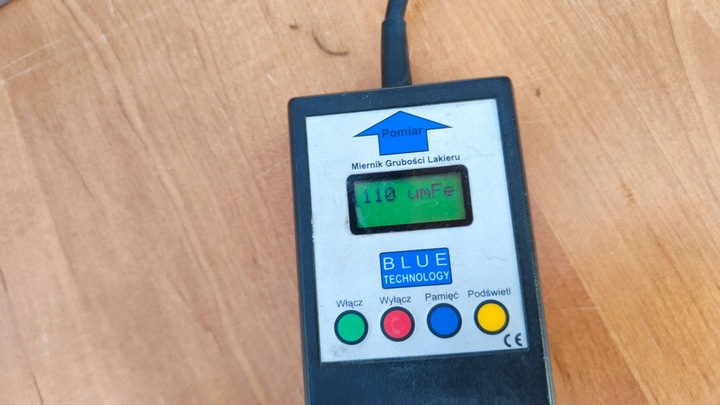 Pomiar
Miernik Grubości Lakieru
110 umFe
BLUE
TECHNOLOGY
Włącz Wyłącz Pamięć Podświetl
CE